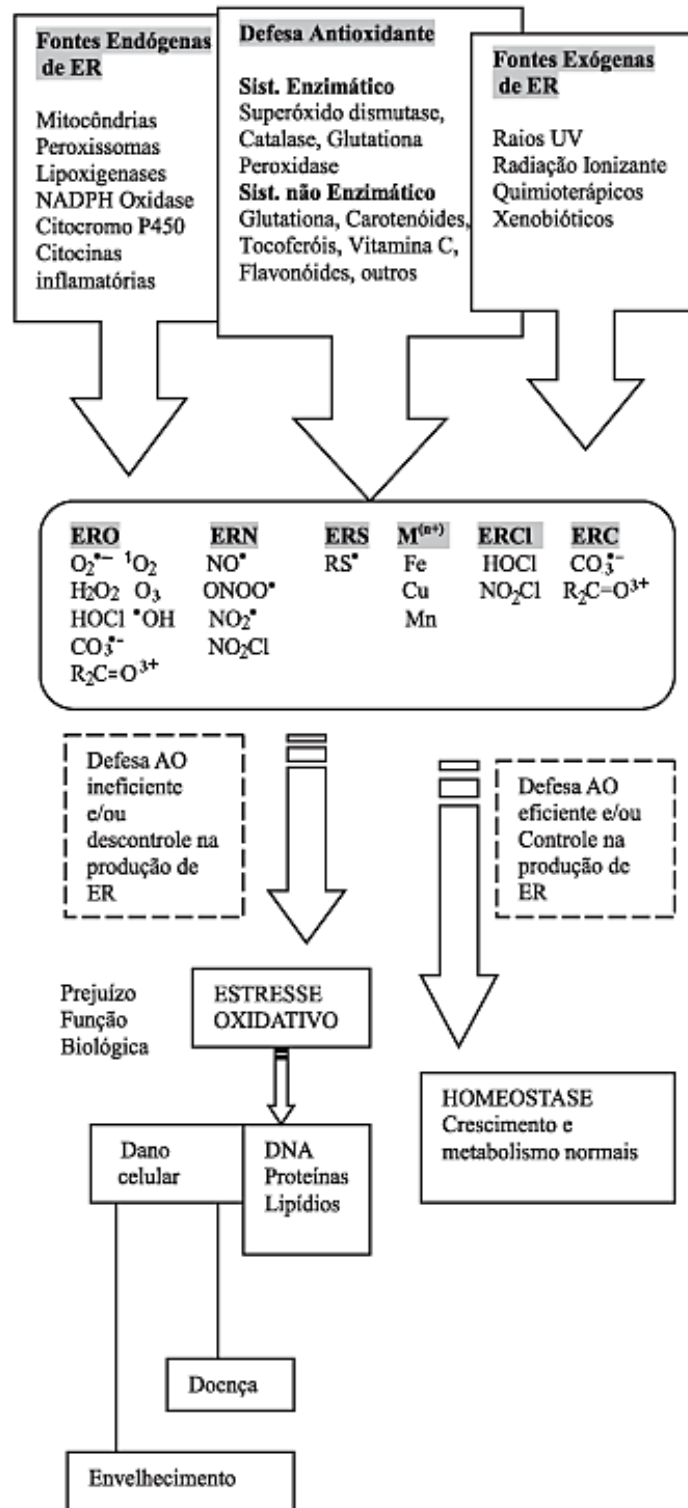 Fontes Endógenas
de ER
Mitocôndrias
Peroxissomas
Lipoxigenases
NADPH Oxidase
Citocromo P450
Citocinas
inflamatórias
Defesa Antioxidante
Sist. Enzimático
Superóxido dismutase,
Catalase, Glutationa
Peroxidase
Sist. não Enzimático
Glutationa, Carotenóides,
Tocoferóis, Vitamina C,
Flavonóides, outros
Fontes Exógenas
de ER
Raios UV
Radiação Ionizante
Quimioterápicos
Xenobióticos
ERO
O₂•− ¹O₂
H₂O₂ O₃
HOCl •OH
CO₃•-
R₂C=O³⁺
ERN
NO•
ONOO•
NO₂•
NO₂Cl
ERS
RS•
M⁽ⁿ⁺⁾
Fe
Cu
Mn
ERCl
HOCl
NO₂Cl
ERC
CO₃•-
R₂C=O³⁺
Defesa AO
ineficiente
e/ou
descontrole na
produção de
ER
Defesa AO
eficiente e/ou
Controle na
produção de
ER
Prejuízo
Função
Biológica
ESTRESSE
OXIDATIVO
HOMEOSTASE
Crescimento e
metabolismo normais
Dano
celular
DNA
Proteínas
Lipídios
Doença
Envelhecimento